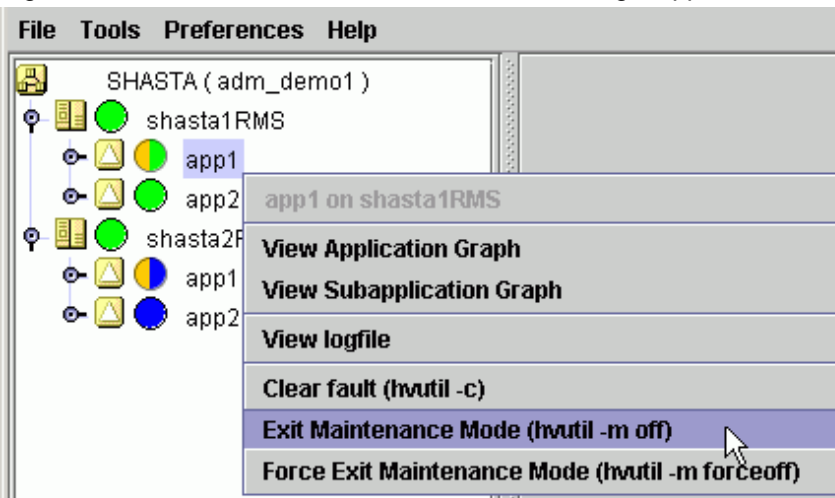 File Tools Preferences Help
SHASTA ( adm_demo1 )
shasta1RMS
app1
app2
app1 on shasta1RMS
shasta2R
View Application Graph
app1
View Subapplication Graph
app2
View logfile
Clear fault (hvutil -c)
Exit Maintenance Mode (hvutil -m off)
Force Exit Maintenance Mode (hvutil -m forceoff)